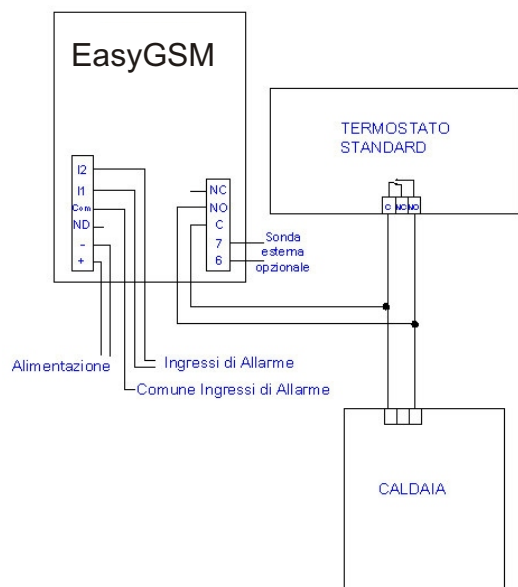 EasyGSM
I2
I1
Com
ND
-
+
NC
NO
C
7
6
Sonda
esterna
opzionale
TERMOSTATO
STANDARD
C NC NO
Alimentazione
Ingressi di Allarme
Comune Ingressi di Allarme
CALDAIA